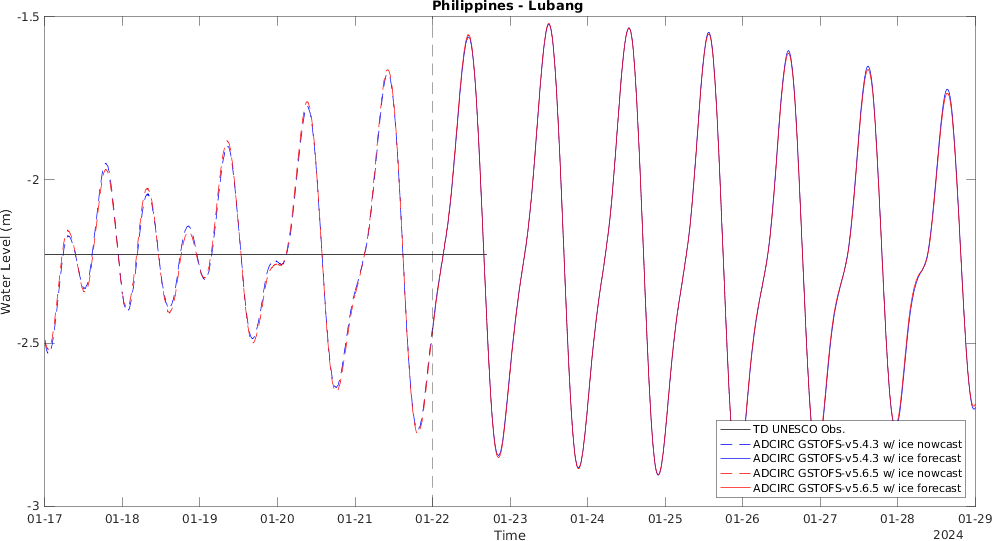 Philippines - Lubang
-1.5
-2
-2.5
-3
Water Level (m)
TD UNESCO Obs.
ADCIRC GSTOFS-v5.4.3 w/ ice nowcast
ADCIRC GSTOFS-v5.4.3 w/ ice forecast
ADCIRC GSTOFS-v5.6.5 w/ ice nowcast
ADCIRC GSTOFS-v5.6.5 w/ ice forecast
01-17 01-18 01-19 01-20 01-21 01-22 01-23 01-24 01-25 01-26 01-27 01-28 01-29
Time
2024